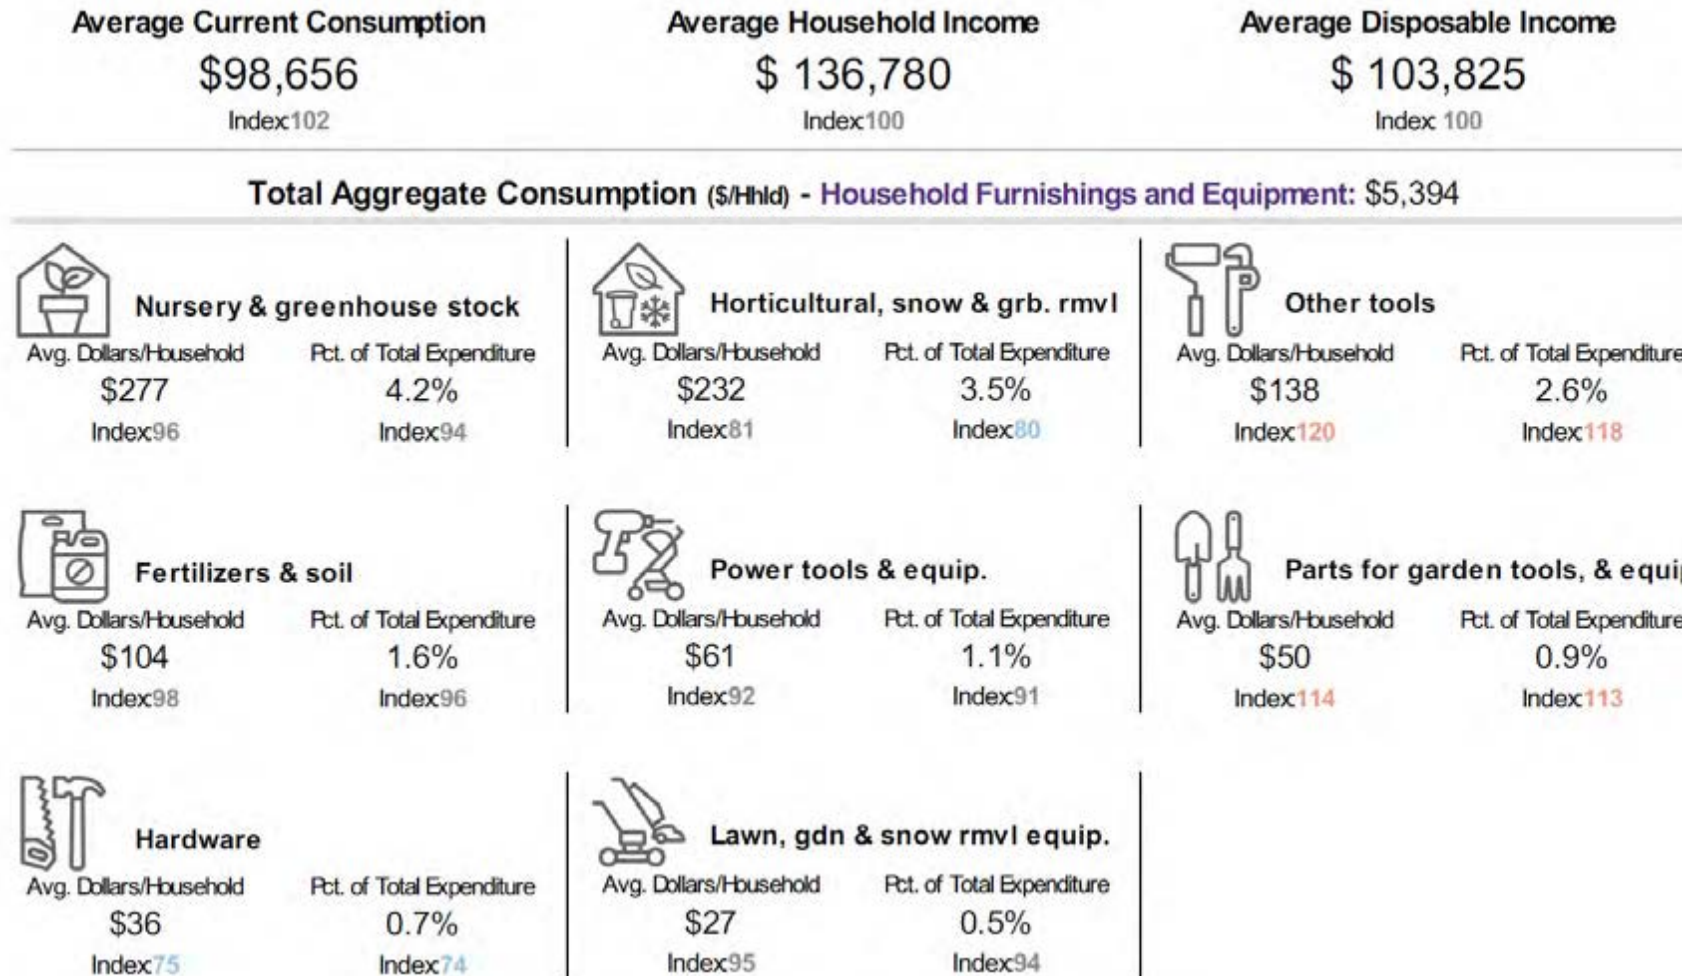 Average Current Consumption
$98,656
Index:102
Average Household Income
$ 136,780
Index:100
Average Disposable Income
$ 103,825
Index: 100
Total Aggregate Consumption ($/Hhld) - Household Furnishings and Equipment: $5,394
Nursery & greenhouse stock
Avg. Dollars/Household Pct. of Total Expenditure
$277 4.2%
Index:96 Index:94
Horticultural, snow & grb. rmvl
Avg. Dollars/Household Pct. of Total Expenditure
$232 3.5%
Index:81 Index:80
Other tools
Avg. Dollars/Household Pct. of Total Expenditure
$138 2.6%
Index:120 Index:118
Fertilizers & soil
Avg. Dollars/Household Pct. of Total Expenditure
$104 1.6%
Index:98 Index:96
Power tools & equip.
Avg. Dollars/Household Pct. of Total Expenditure
$61 1.1%
Index:92 Index:91
Parts for garden tools, & equip
Avg. Dollars/Household Pct. of Total Expenditure
$50 0.9%
Index:114 Index:113
Hardware
Avg. Dollars/Household Pct. of Total Expenditure
$36 0.7%
Index:75 Index:74
Lawn, gdn & snow rmvl equip.
Avg. Dollars/Household Pct. of Total Expenditure
$27 0.5%
Index:95 Index:94